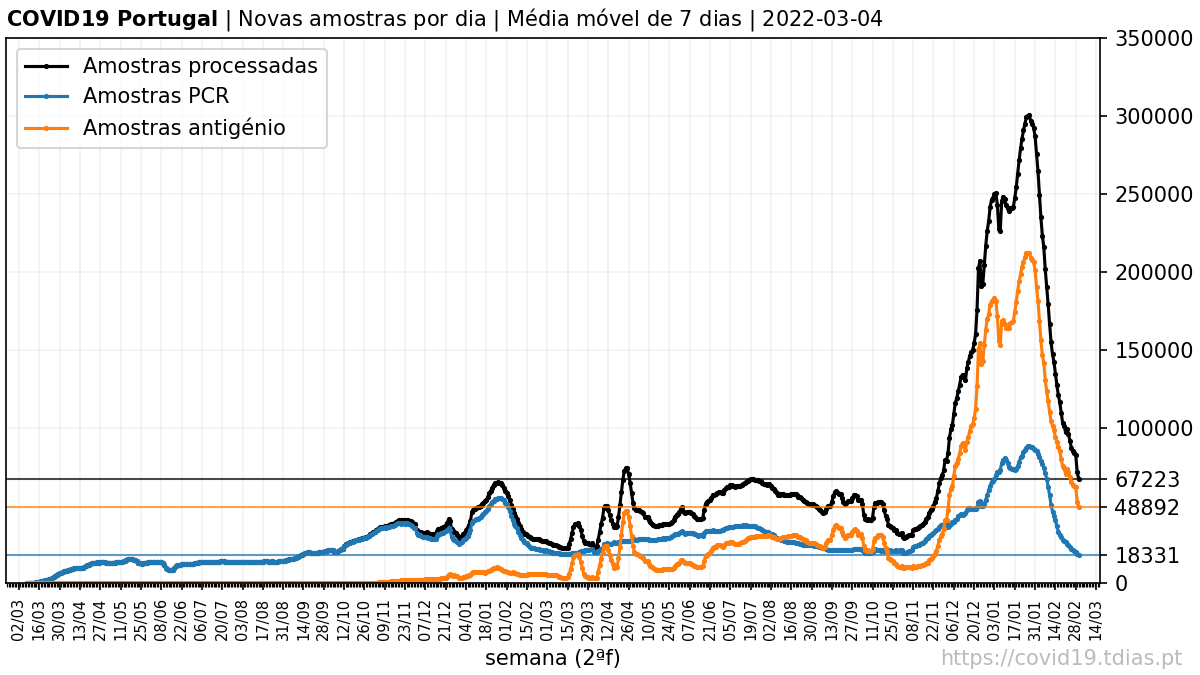 COVID19 Portugal | Novas amostras por dia | Média móvel de 7 dias | 2022-03-04
Amostras processadas
Amostras PCR
Amostras antigénio
350000
300000
250000
200000
150000
100000
67223
48892
18331
0
02/03 16/03 30/03 13/04 27/04 11/05 25/05 08/06 22/06 06/07 20/07 03/08 17/08 31/08 14/09 28/09 12/10 26/10 09/11 23/11 07/12 21/12 04/01 18/01 01/02 15/02 01/03 15/03 29/03 12/04 26/04 10/05 24/05 07/06 21/06 05/07 19/07 02/08 16/08 30/08 13/09 27/09 11/10 25/10 08/11 22/11 06/12 20/12 03/01 17/01 31/01 14/02 28/02 14/03
semana (2ªf)
https://covid19.tdias.pt